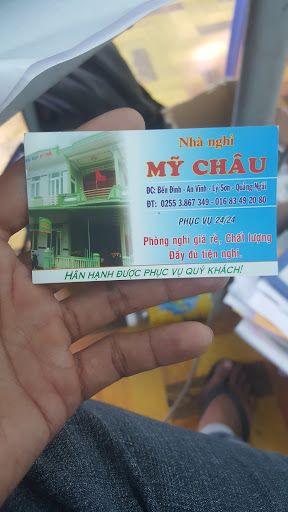 Nhà nghỉ
MỸ CHÂU
ĐC: Bến Đình - An Vĩnh - Lý Sơn - Quảng Ngãi
ĐT: 0255 3.867 349 - 016 83 49 20 80
PHỤC VỤ 24/24
Phòng nghỉ giá rẻ, Chất lượng
Đầy đủ tiện nghi.
HÂN HẠNH ĐƯỢC PHỤC VỤ QUÝ KHÁCH!